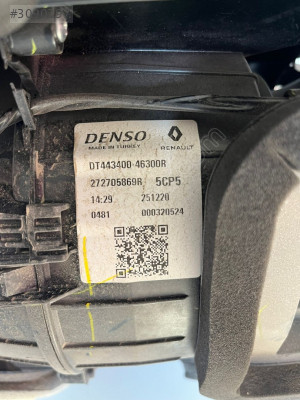 DENSO
MADE IN TURKEY
RENAULT
DT443400-46300R
272705869R 5CP5
14:29 251220
0481 000320524